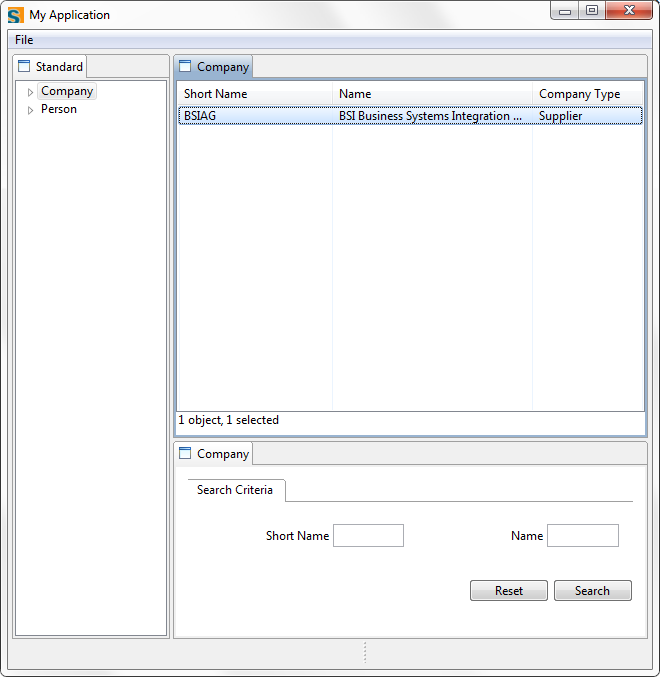 My Application
File
Standard
Company
Person
Company
Short Name Name Company Type
BSIAG BSI Business Systems Integration ... Supplier
1 object, 1 selected
Company
Search Criteria
Short Name Name
Reset Search